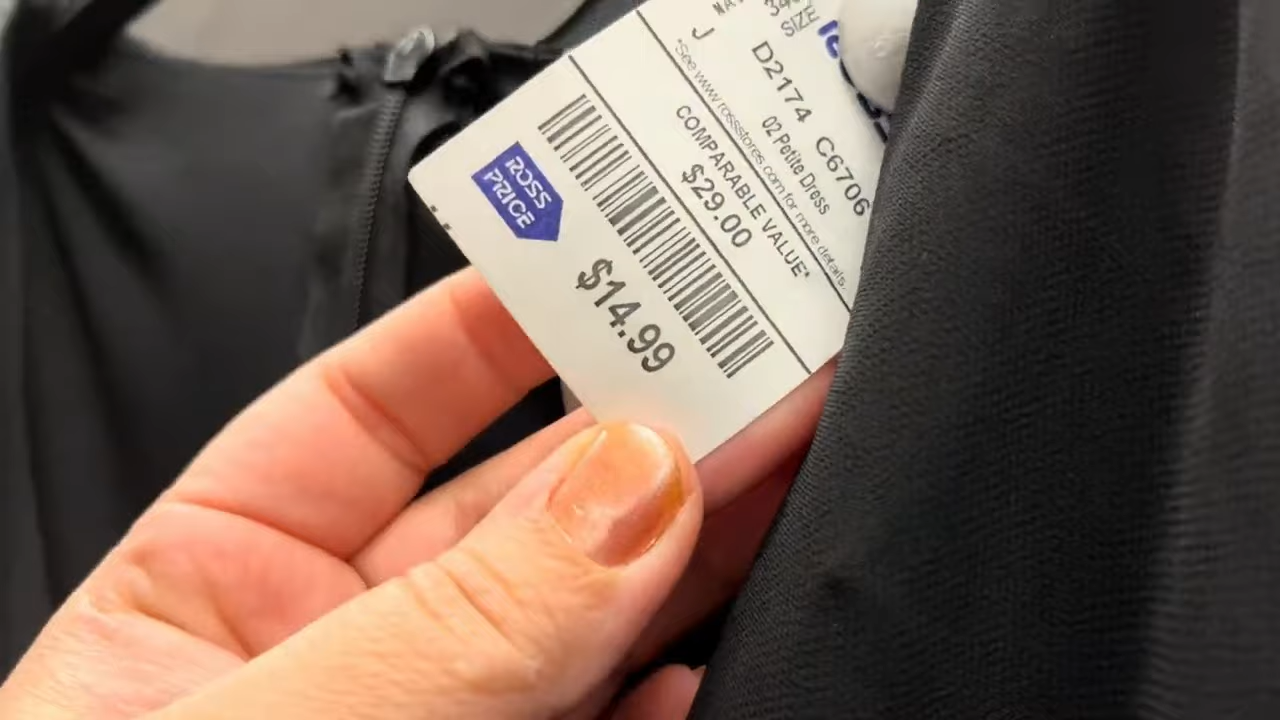 SIZE
J
D2174 C6706
02 Petite Dress
*See www.rossstores.com for more details.
COMPARABLE VALUE*
$29.00
ROSS
PRICE
$14.99